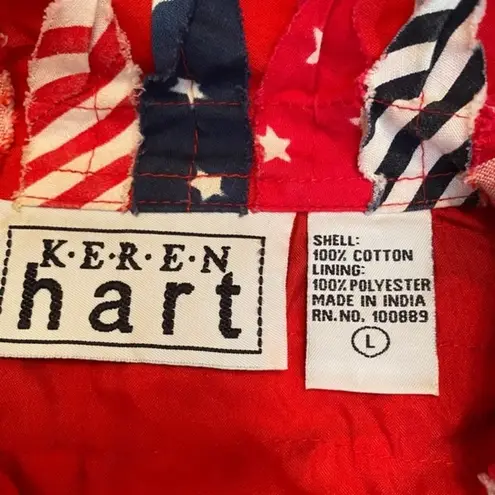 K·E·R·E·N
hart
SHELL:
100% COTTON
LINING:
100% POLYESTER
MADE IN INDIA
RN. NO. 100889
L